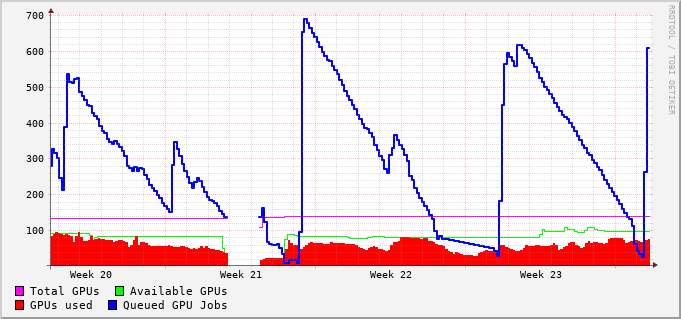 700
600
500
400
300
200
100
Week 20 Week 21 Week 22 Week 23
Total GPUs Available GPUs
GPUs used Queued GPU Jobs
RRDTOOL / TOBI OETIKER